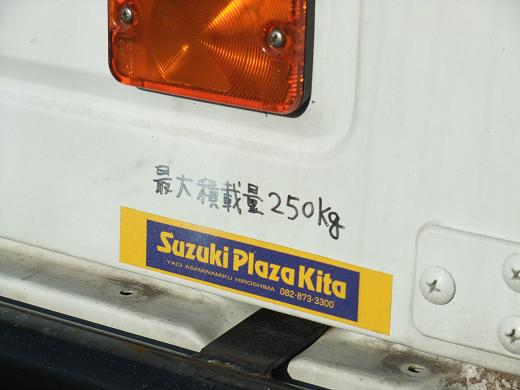 最大積載量250kg
Suzuki Plaza Kita
YAGI ASAMINAMIKU HIROSHIMA 082-873-3300